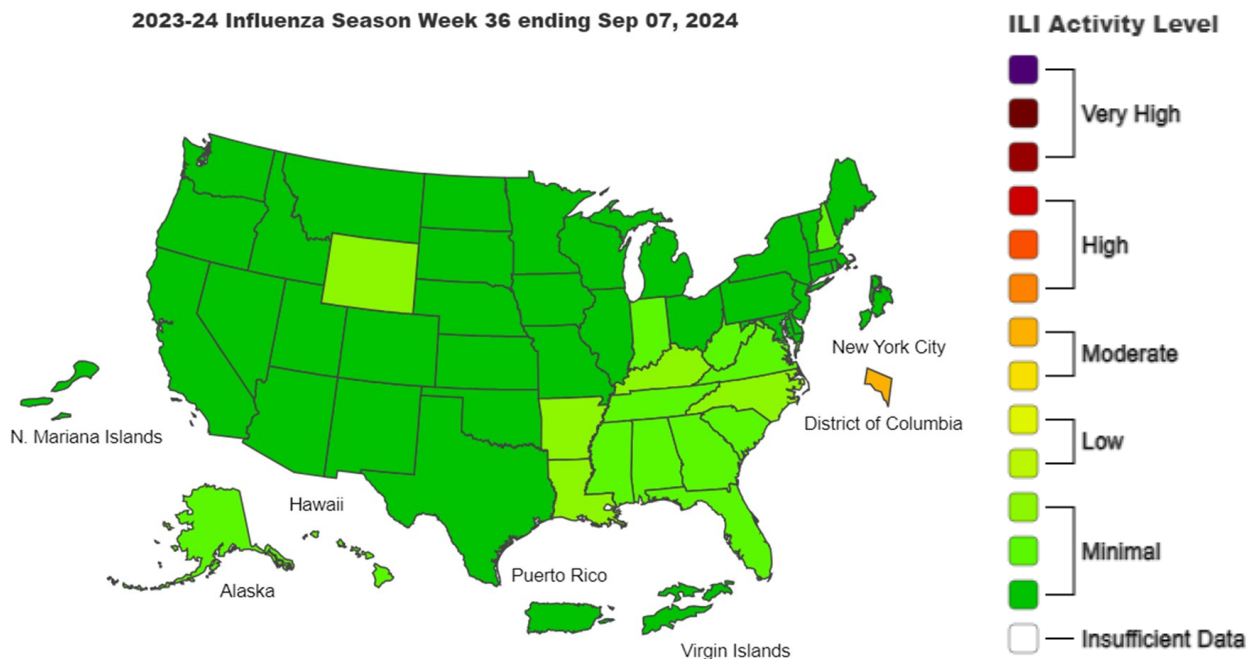 2023-24 Influenza Season Week 36 ending Sep 07, 2024
ILI Activity Level
Very High
High
Moderate
Low
Minimal
Insufficient Data
New York City
District of Columbia
N. Mariana Islands
Hawaii
Alaska
Puerto Rico
Virgin Islands